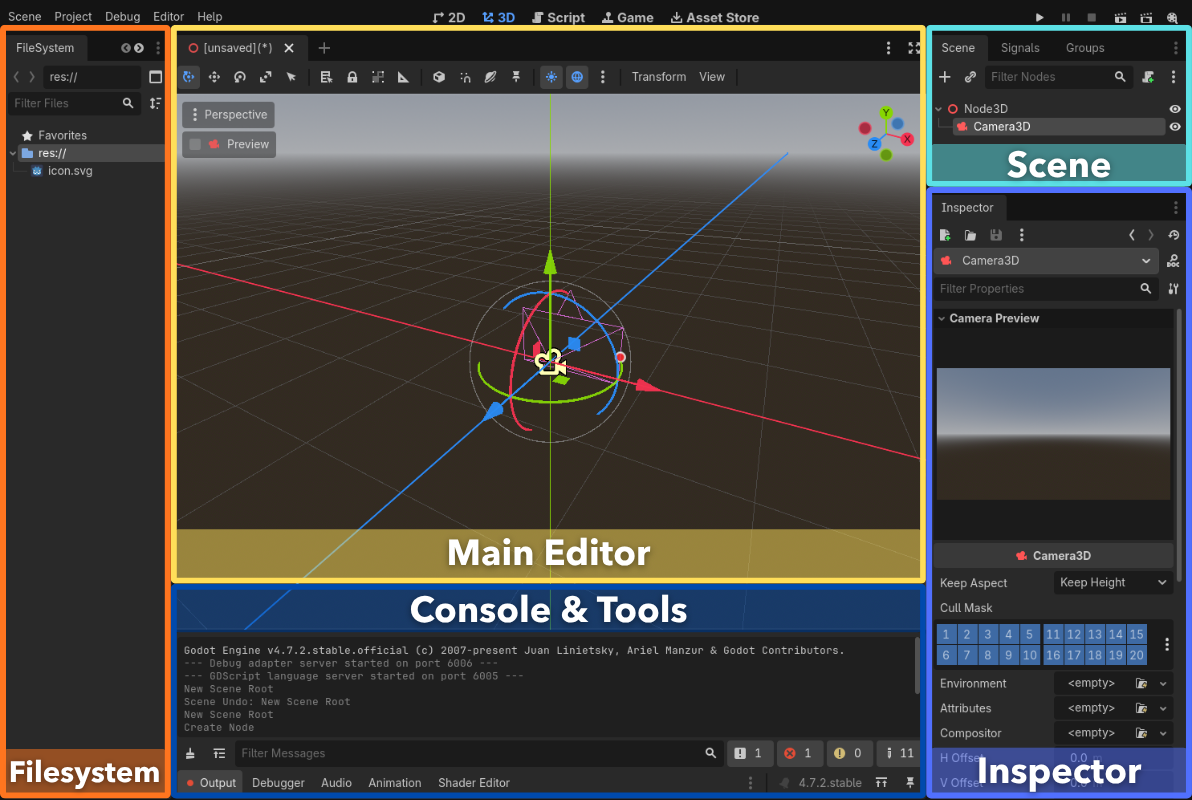 Scene Project Debug Editor Help
2D 3D Script Game Asset Store
FileSystem
res://
Filter Files
Favorites
res://
icon.svg
Filesystem
[unsaved](*)
Transform View
Perspective
Preview
Y
X
Z
Main Editor
Console & Tools
Godot Engine v4.7.2.stable.official (c) 2007-present Juan Linietsky, Ariel Manzur & Godot Contributors.
--- Debug adapter server started on port 6006 ---
--- GDScript language server started on port 6005 ---
New Scene Root
Scene Undo: New Scene Root
New Scene Root
Create Node
Filter Messages 1 1 0 11
Output Debugger Audio Animation Shader Editor 4.7.2.stable
Scene Signals Groups
Filter Nodes
Node3D
Camera3D
Scene
Inspector
Camera3D
DOC
Filter Properties
Camera Preview
Camera3D
Keep Aspect Keep Height
Cull Mask
1 2 3 4 5 11 12 13 14 15
6 7 8 9 10 16 17 18 19 20
Environment <empty>
Attributes <empty>
Compositor <empty>
H Offset 0.0 m
V Offset
Inspector